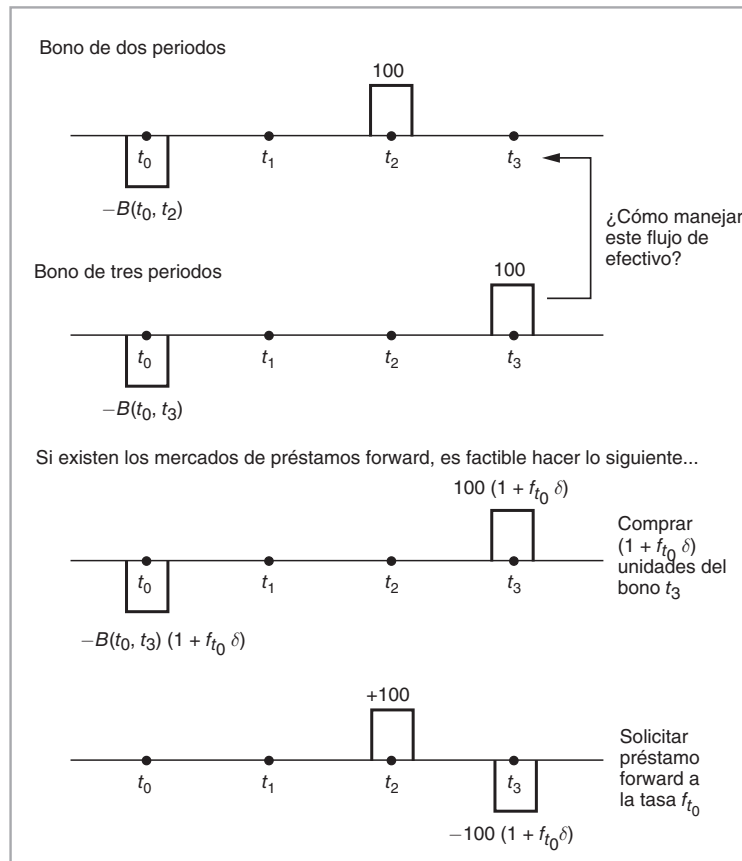 Bono de dos periodos
100
t0 t1 t2 t3
−B(t0, t2)
¿Cómo manejar
este flujo de
efectivo?
Bono de tres periodos
100
t0 t1 t2 t3
−B(t0, t3)
Si existen los mercados de préstamos forward, es factible hacer lo siguiente...
100 (1 + ft0 δ)
Comprar
(1 + ft0 δ)
unidades del
bono t3
t0 t1 t2 t3
−B(t0, t3) (1 + ft0 δ)
+100
Solicitar
préstamo
forward a
la tasa ft0
t0 t1 t2 t3
−100 (1 + ft0δ)